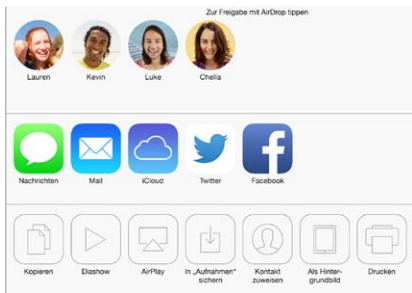 Zur Freigabe mit AirDrop tippen
Lauren Kevin Luke Chella
Nachrichten Mail iCloud Twitter Facebook
Kopieren Diashow AirPlay In „Aufnahmen“ sichern Kontakt zuweisen Als Hinter-grundbild Drucken